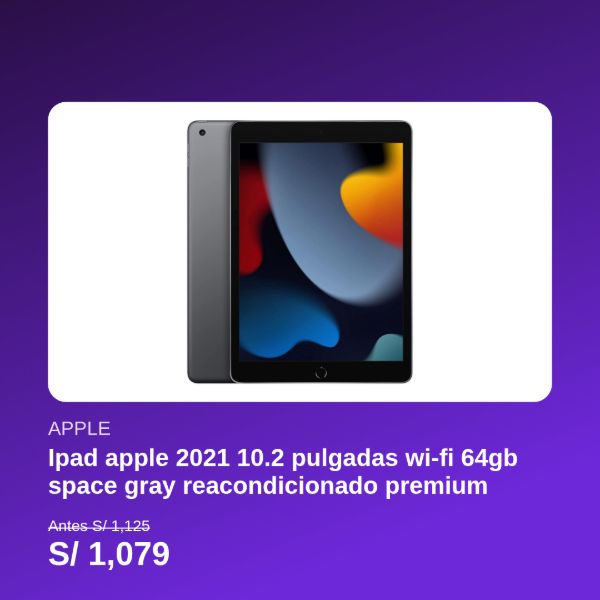 APPLE
Ipad apple 2021 10.2 pulgadas wi-fi 64gb
space gray reacondicionado premium
Antes S/ 1,125
S/ 1,079